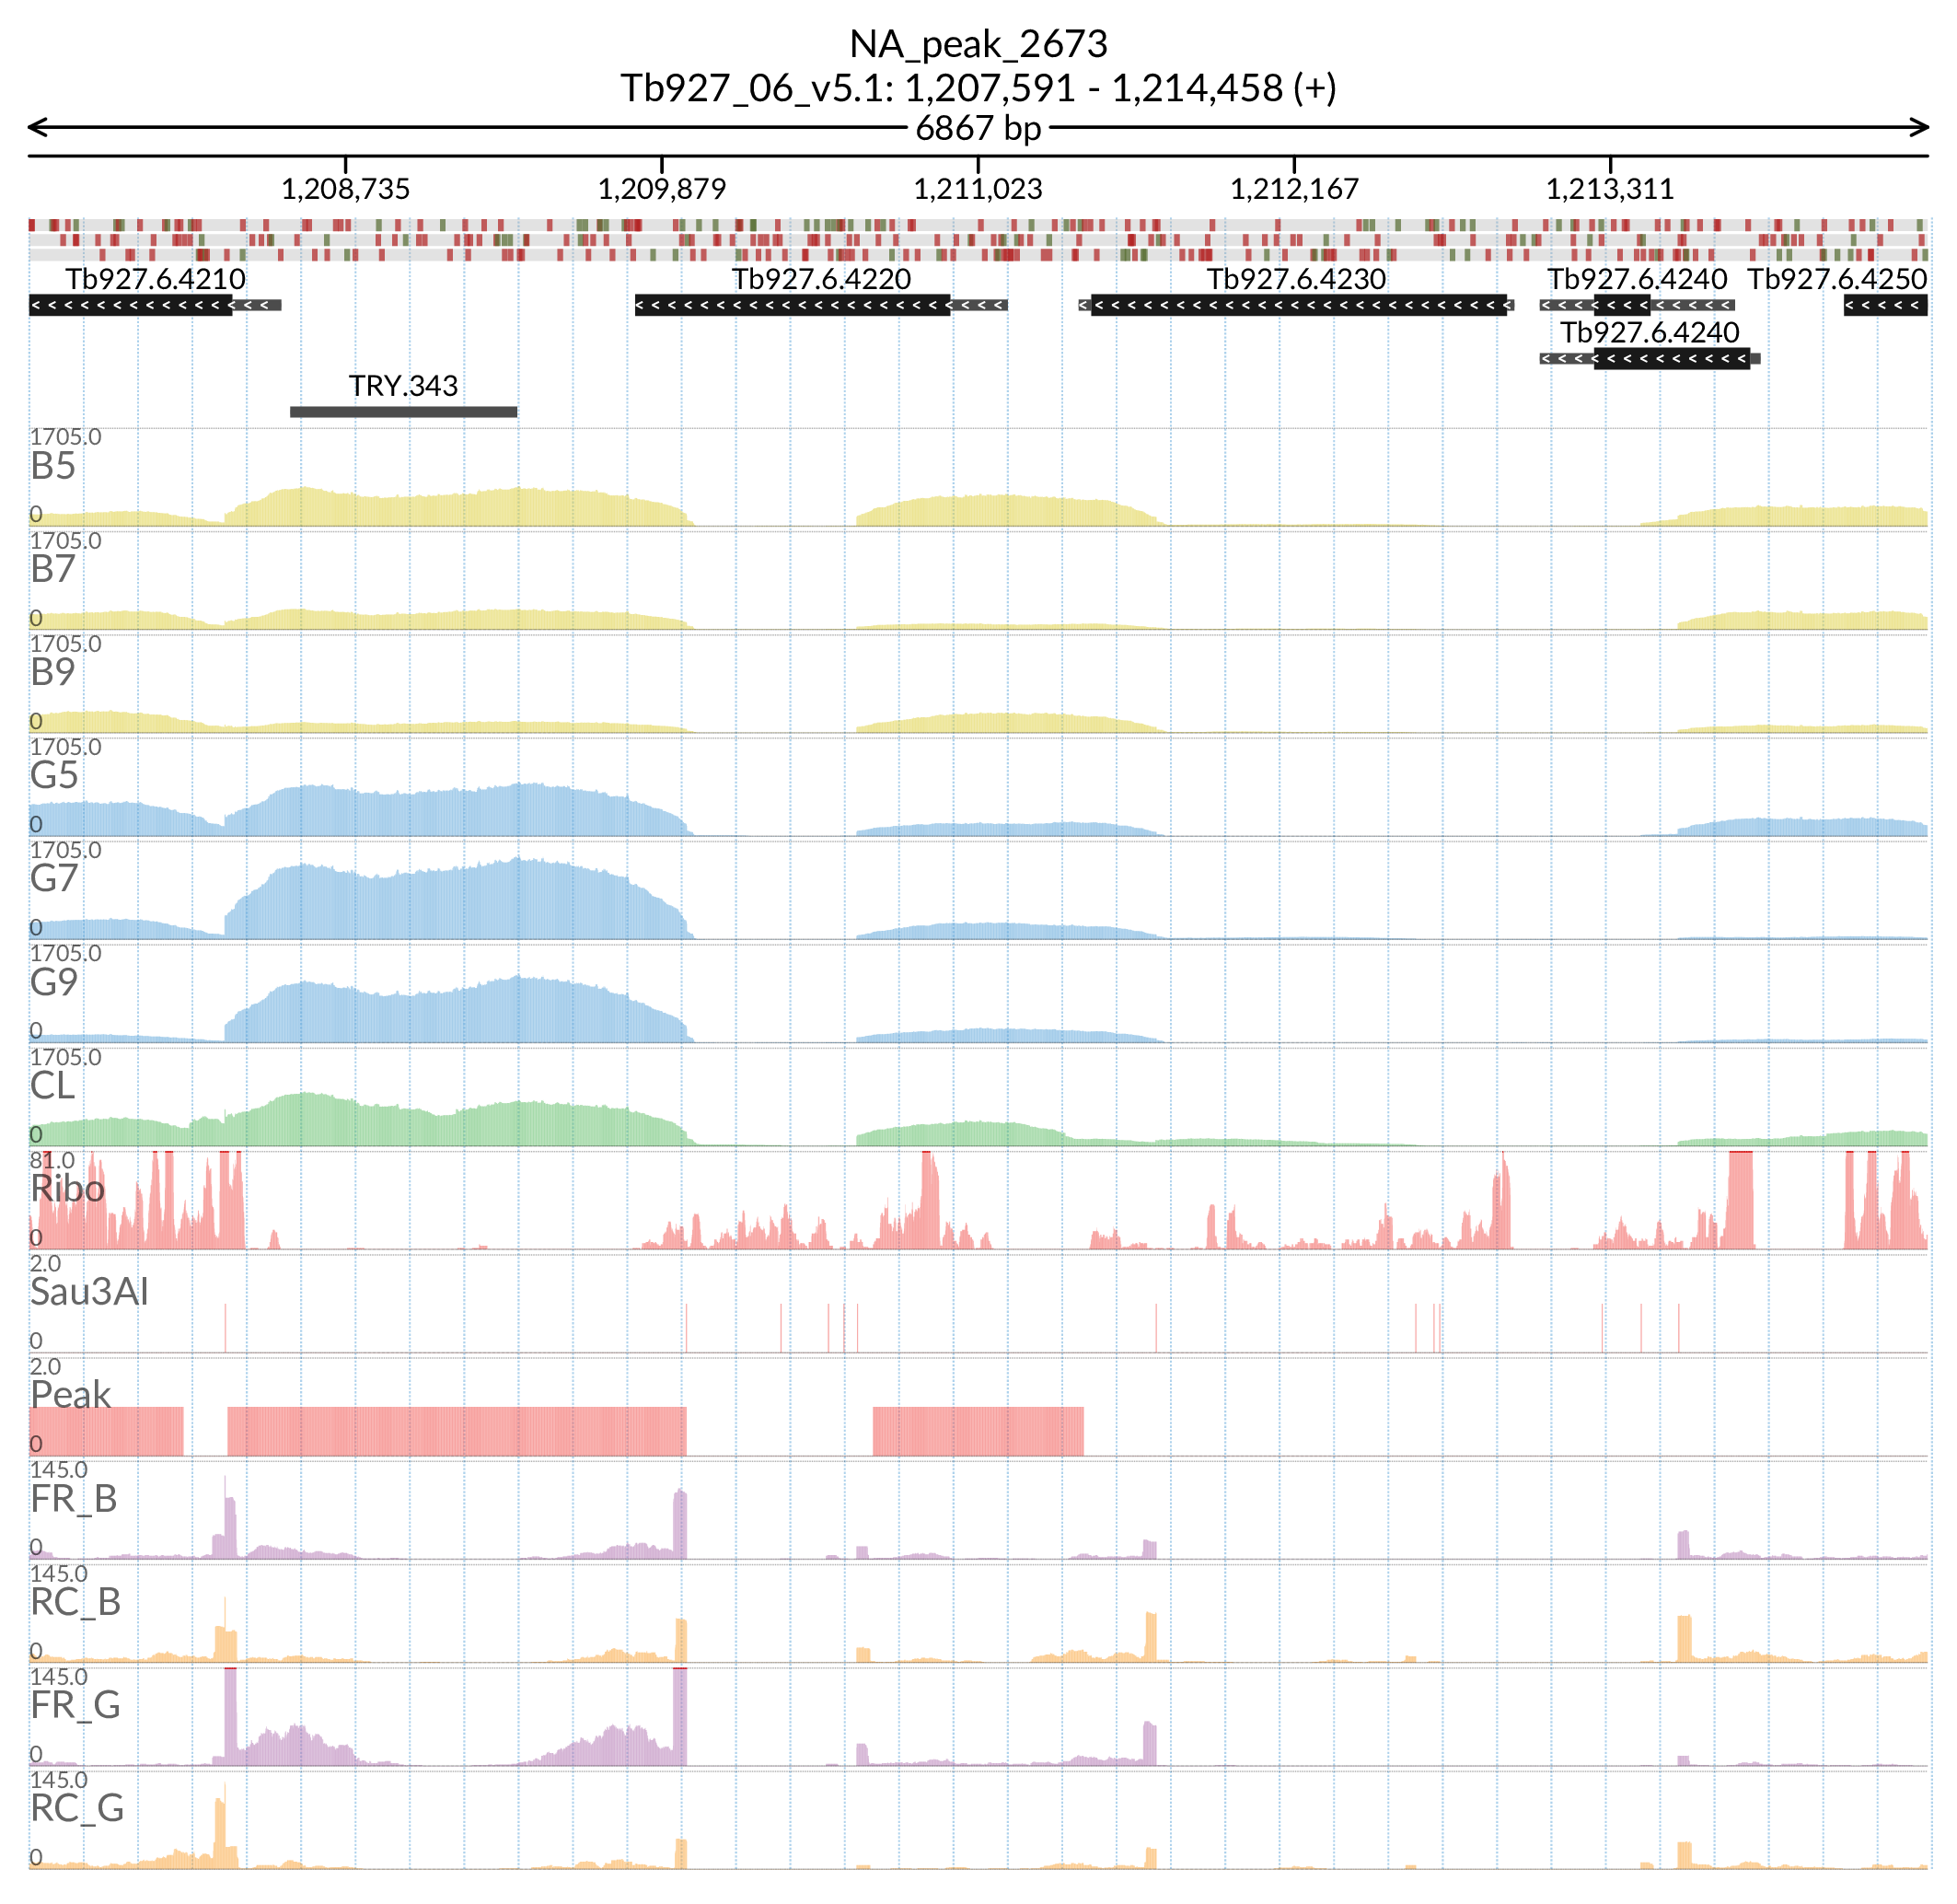 NA_peak_2673
Tb927_06_v5.1: 1,207,591 - 1,214,458 (+)
6867 bp
1,208,735 1,209,879 1,211,023 1,212,167 1,213,311
Tb927.6.4210 Tb927.6.4220 Tb927.6.4230 Tb927.6.4240 Tb927.6.4250
Tb927.6.4240
TRY.343
1705.0
B5
0
1705.0
B7
0
1705.0
B9
0
1705.0
G5
0
1705.0
G7
0
1705.0
G9
0
1705.0
CL
0
81.0
Ribo
0
2.0
Sau3AI
0
2.0
Peak
0
145.0
FR_B
0
145.0
RC_B
0
145.0
FR_G
0
145.0
RC_G
0